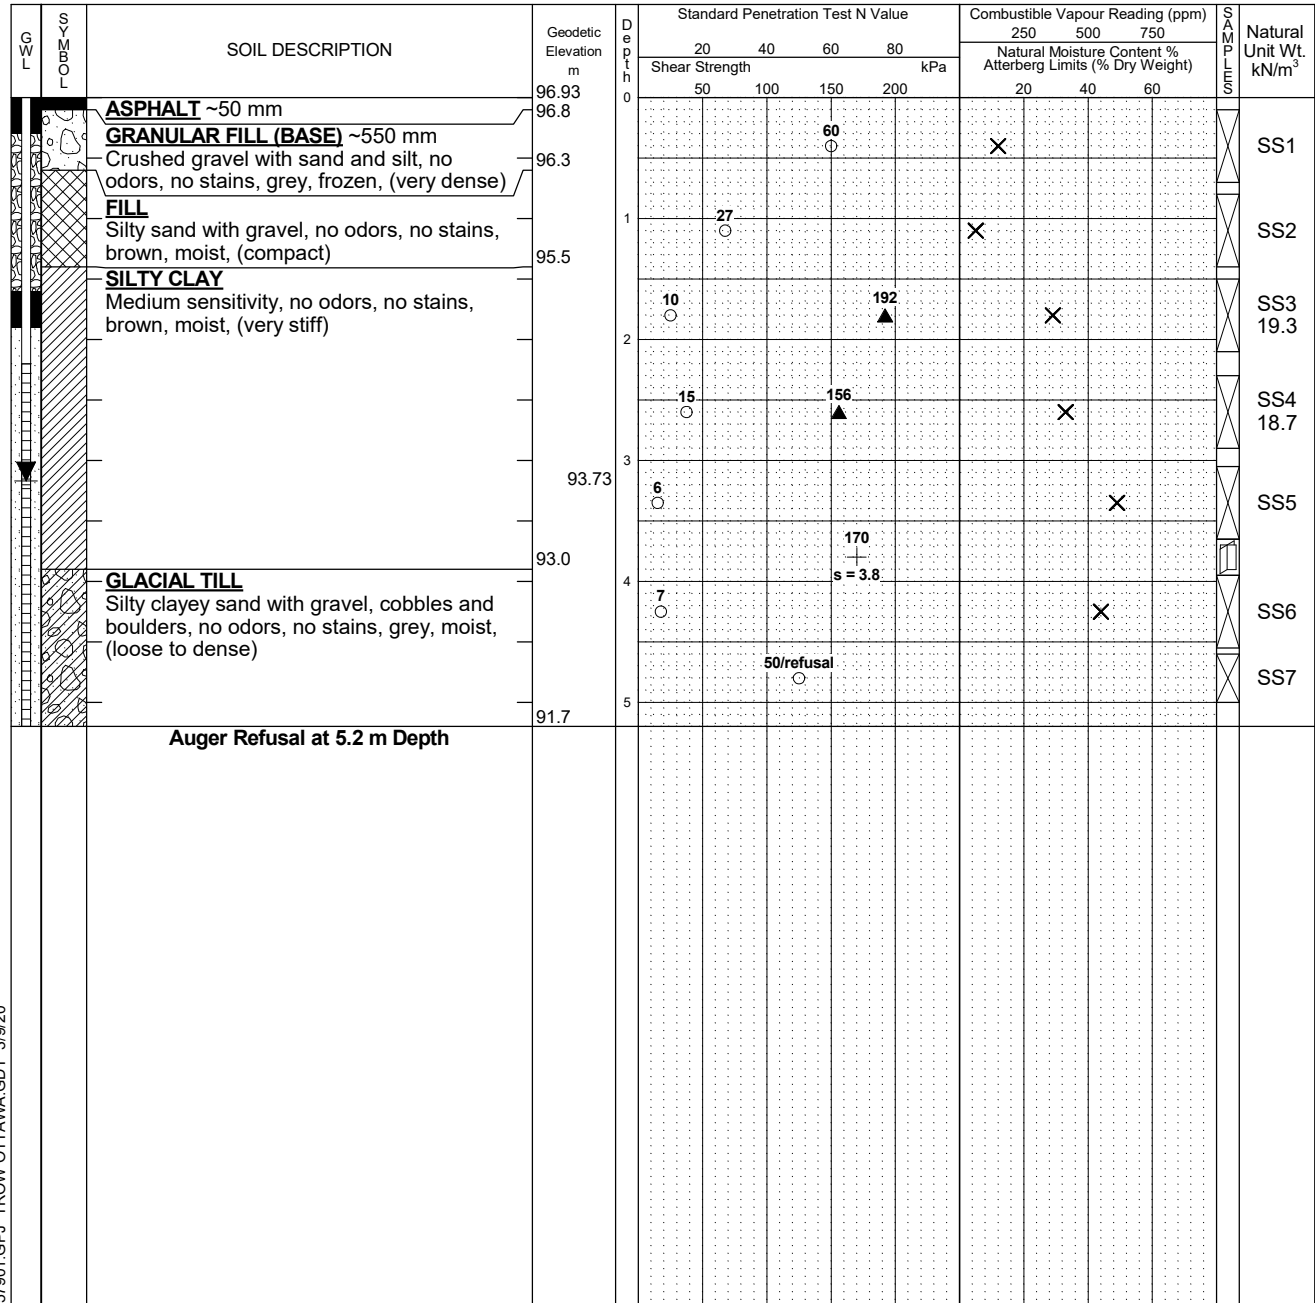 GWL
SYMBOL
SOIL DESCRIPTION
Geodetic
Elevation
m
Depth
Standard Penetration Test N Value
20 40 60 80
Shear Strength kPa
50 100 150 200
Combustible Vapour Reading (ppm)
250 500 750
Natural Moisture Content %
Atterberg Limits (% Dry Weight)
20 40 60
SAMPLES
Natural
Unit Wt.
kN/m³
96.93
0
ASPHALT ~50 mm
96.8
GRANULAR FILL (BASE) ~550 mm
Crushed gravel with sand and silt, no
odors, no stains, grey, frozen, (very dense)
96.3
60
SS1
FILL
Silty sand with gravel, no odors, no stains,
brown, moist, (compact)
95.5
1
27
SS2
SILTY CLAY
Medium sensitivity, no odors, no stains,
brown, moist, (very stiff)
10
192
SS3
19.3
2
15
156
SS4
18.7
3
93.73
6
SS5
170
s = 3.8
93.0
GLACIAL TILL
Silty clayey sand with gravel, cobbles and
boulders, no odors, no stains, grey, moist,
(loose to dense)
4
7
SS6
50/refusal
SS7
5
91.7
Auger Refusal at 5.2 m Depth